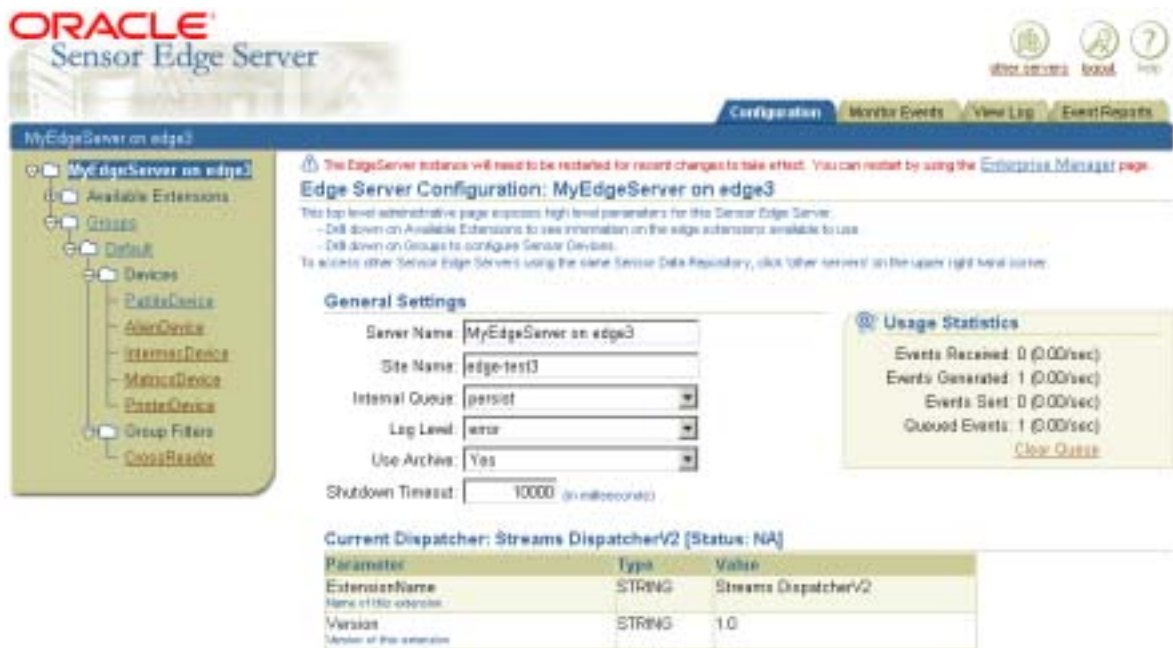 ORACLE
Sensor Edge Server
other servers
logout
help
Configuration
Monitor Events
View Log
Event Reports
MyEdgeServer on edge3
MyEdgeServer on edge3
Available Extensions
Groups
Default
Devices
PatliteDevice
AlienDevice
IntermecDevice
MatricsDevice
PrinterDevice
Group Filters
CrossReader
The EdgeServer instance will need to be restarted for recent changes to take effect. You can restart by using the Enterprise Manager page.
Edge Server Configuration: MyEdgeServer on edge3
This top level administrative page exposes high level parameters for this Sensor Edge Server.
- Drill down on Available Extensions to see information on the edge extensions available to use
- Drill down on Groups to configure Sensor Devices.
To access other Sensor Edge Servers using the same Sensor Data Repository, click 'other servers' on the upper right hand corner.
General Settings
Server Name: MyEdgeServer on edge3
Site Name: edge-test3
Internal Queue: persist
Log Level: error
Use Archive: Yes
Shutdown Timeout: 10000 (in milliseconds)
Usage Statistics
Events Received: 0 (0.00/sec)
Events Generated: 1 (0.00/sec)
Events Sent: 0 (0.00/sec)
Queued Events: 1 (0.00/sec)
Clear Queue
Current Dispatcher: Streams DispatcherV2 [Status: NA]
Parameter Type Value
ExtensionName STRING Streams DispatcherV2
Name of this extension
Version STRING 1.0
Version of this extension